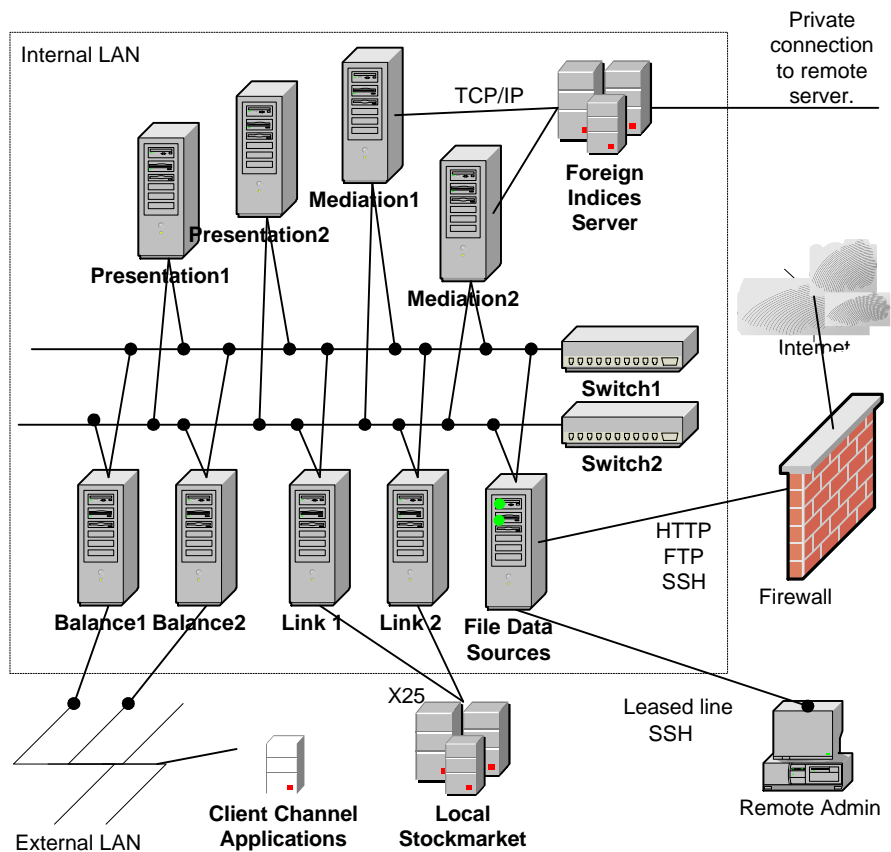 Private
connection
to remote
server.
Internal LAN
TCP/IP
Foreign
Indices
Server
Mediation1
Presentation2
Presentation1
Mediation2
Internet
Switch1
Switch2
HTTP
FTP
SSH
Firewall
Balance1
Balance2
Link 1
Link 2
File Data
Sources
X25
Leased line
SSH
Client Channel
Applications
Local
Stockmarket
Remote Admin
External LAN